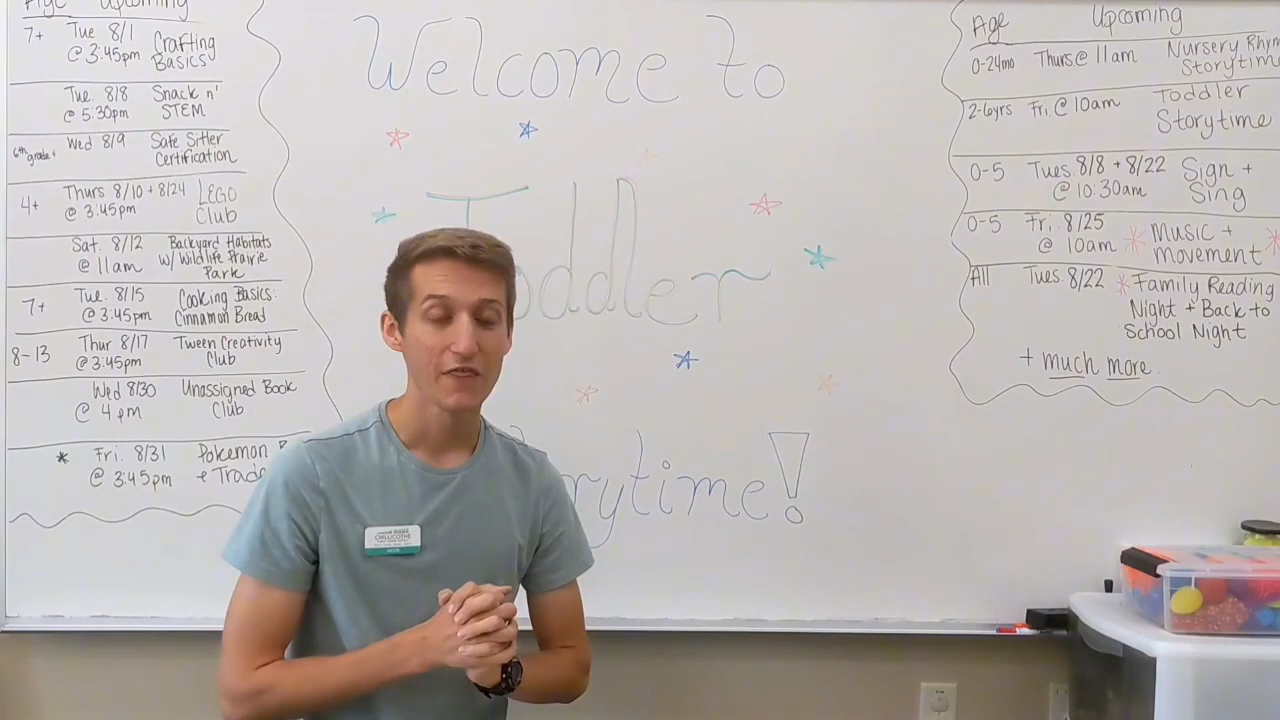 Age Upcoming
7+ Tue 8/1 Crafting
@ 3:45pm Basics
Tue. 8/8 Snack n'
@ 5:30pm STEM
6th grade+ Wed 8/9 Safe Sitter
Certification
4+ Thurs 8/10 + 8/24 LEGO
@ 3:45pm Club
Sat. 8/12 Backyard Habitats
@ 11am w/ Wildlife Prairie
Park
7+ Tue. 8/15 Cooking Basics:
@ 3:45pm Cinnamon Bread
8-13 Thur 8/17 Tween Creativity
@ 3:45pm Club
Wed 8/30 Unassigned Book
@ 4pm Club
* Fri. 8/31 Pokemon
@ 3:45pm + Trade
Welcome to
Toddler
rytime!
CHILLICOTHE
Age Upcoming
0-24mo Thurs @ 11am Nursery Rhym
Storytime
2-6yrs Fri. @ 10am Toddler
Storytime
0-5 Tues. 8/8 + 8/22 Sign +
@ 10:30am Sing
0-5 Fri. 8/25 Music +
@ 10am Movement
All Tues. 8/22 Family Reading
Night + Back to
School Night
+ much more.